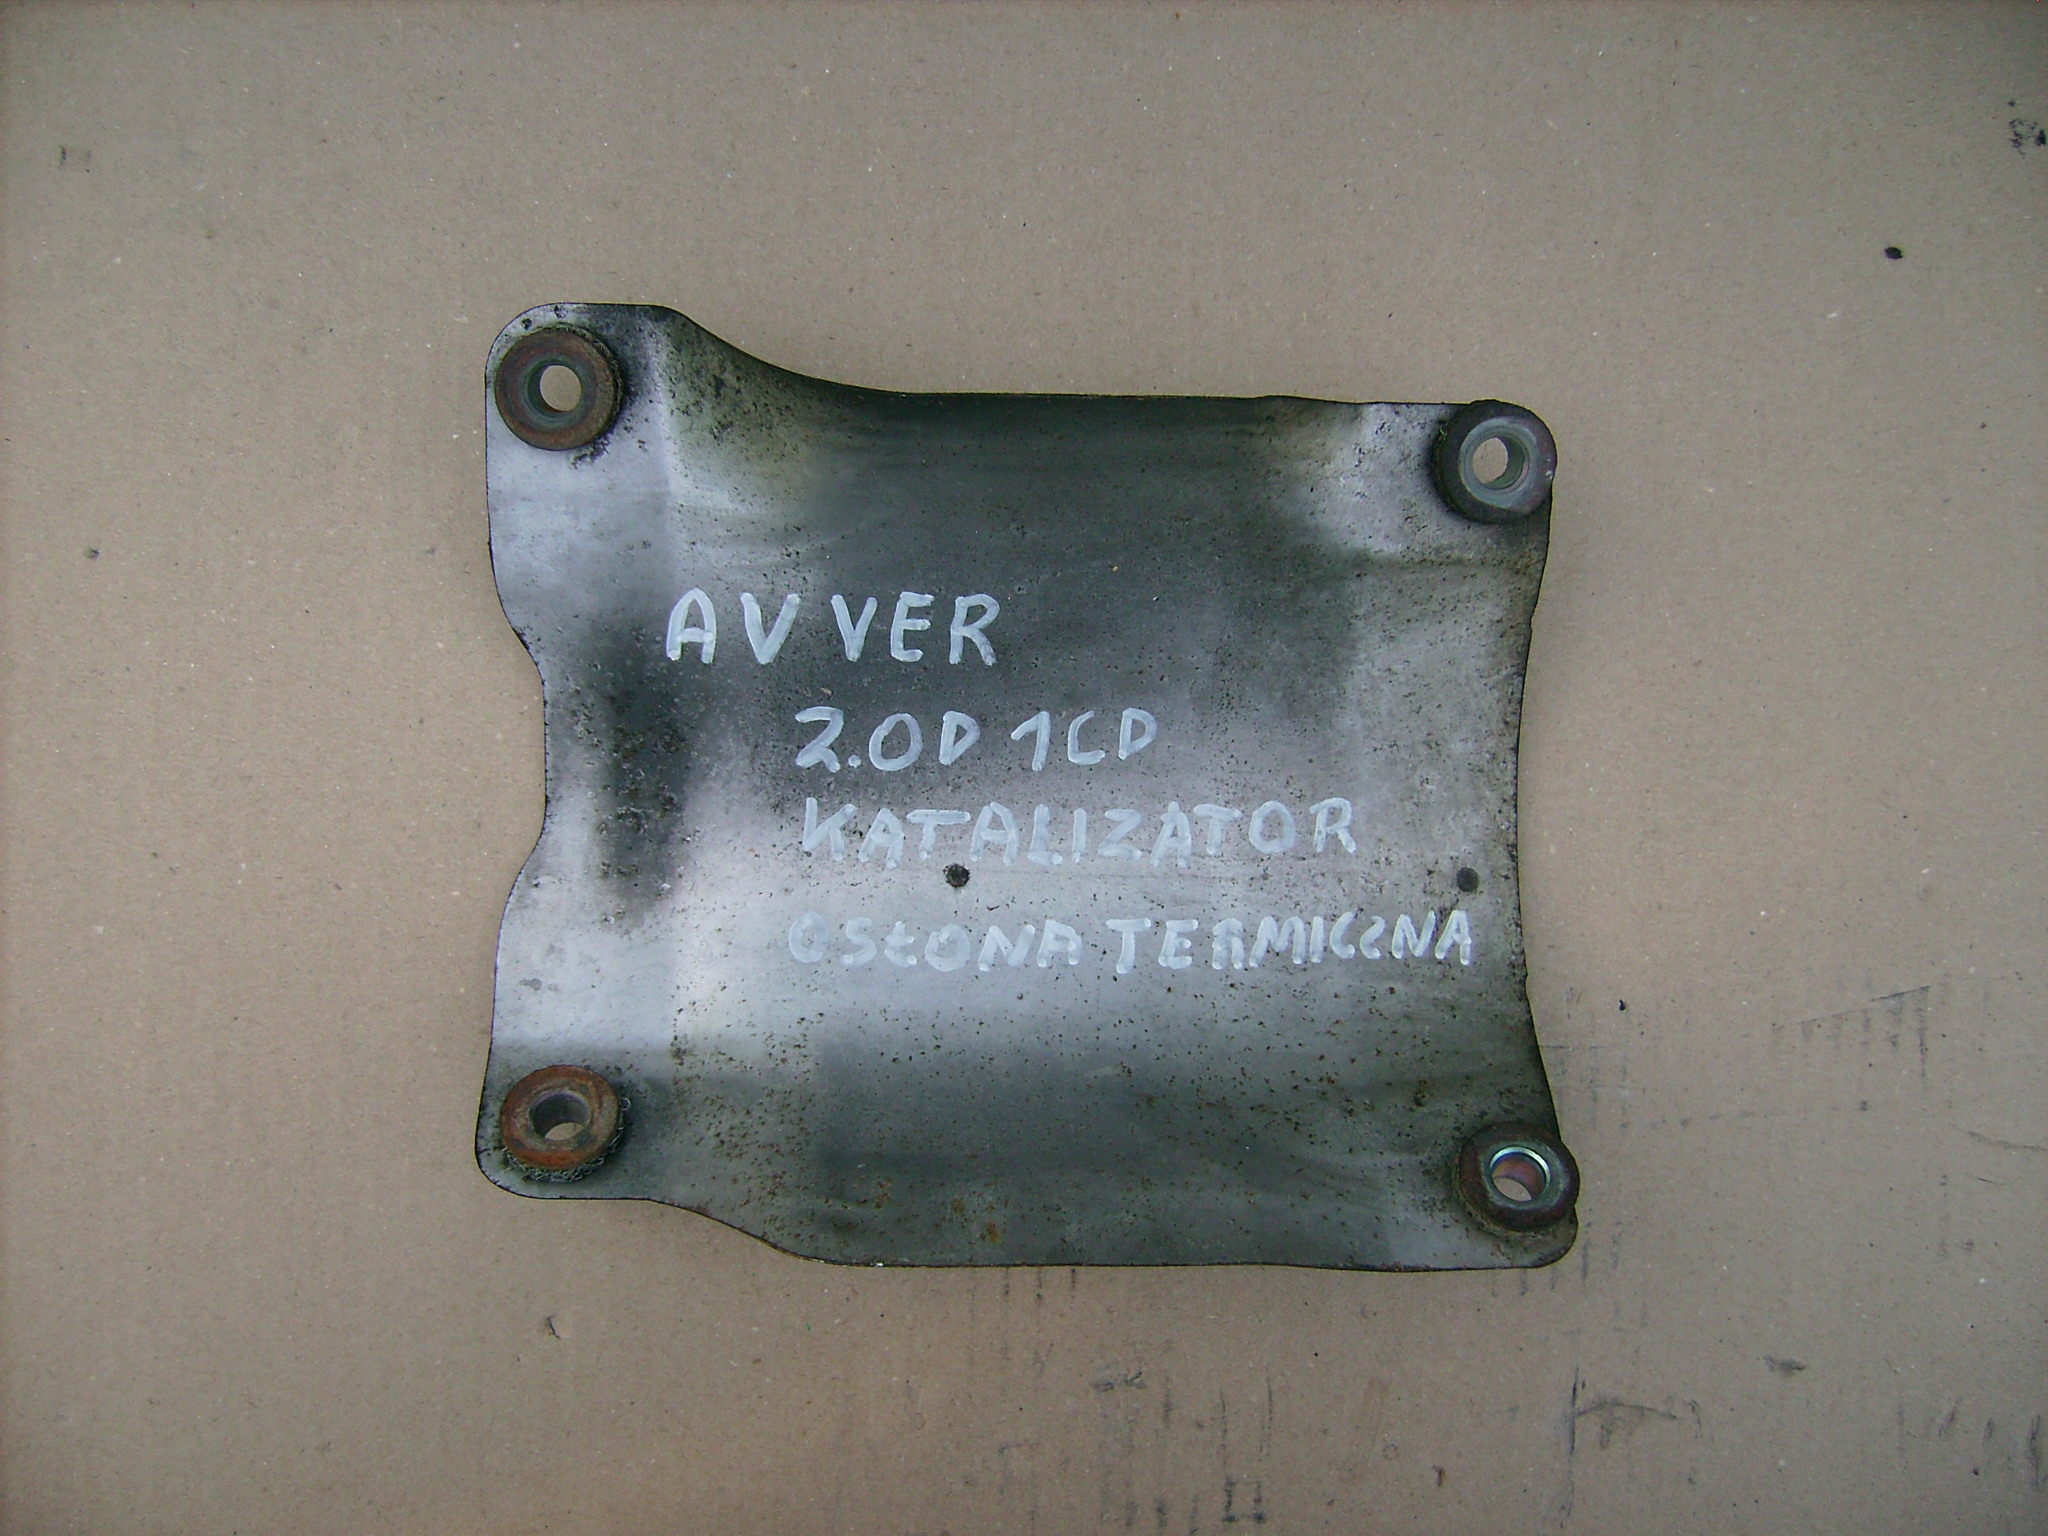 AV VER
2.0D 1CD
KATALIZATOR
OSŁONA TERMICZNA